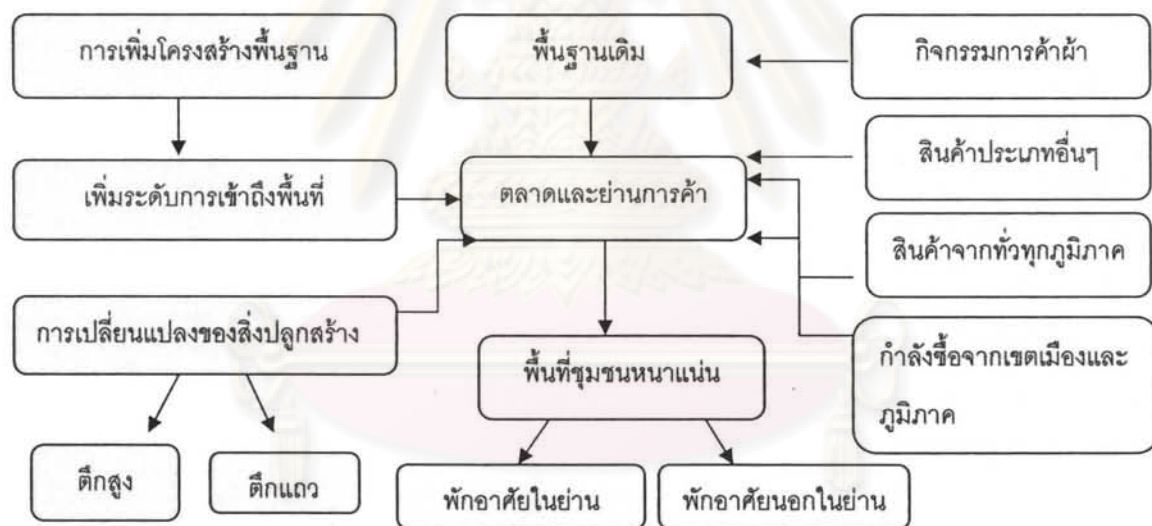 การเพิ่มโครงสร้างพื้นฐาน
พื้นฐานเดิม
กิจกรรมการค้าผ้า
เพิ่มระดับการเข้าถึงพื้นที่
ตลาดและย่านการค้า
สินค้าประเภทอื่นๆ
สินค้าจากทั่วทุกภูมิภาค
การเปลี่ยนแปลงของสิ่งปลูกสร้าง
พื้นที่ชุมชนหนาแน่น
กำลังซื้อจากเขตเมืองและ
ภูมิภาค
ตึกสูง
ตึกแถว
พักอาศัยในย่าน
พักอาศัยนอกในย่าน